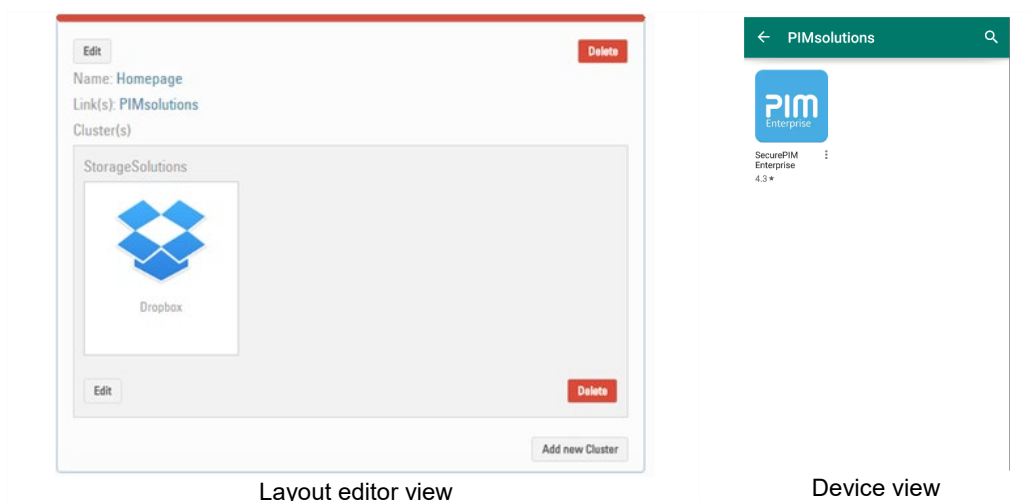 Edit
Delete
Name: Homepage
Link(s): PIMsolutions
Cluster(s)
StorageSolutions
Dropbox
Edit
Delete
Add new Cluster
Layout editor view
PIMsolutions
PIM
Enterprise
SecurePIM
Enterprise
4.3★
Device view